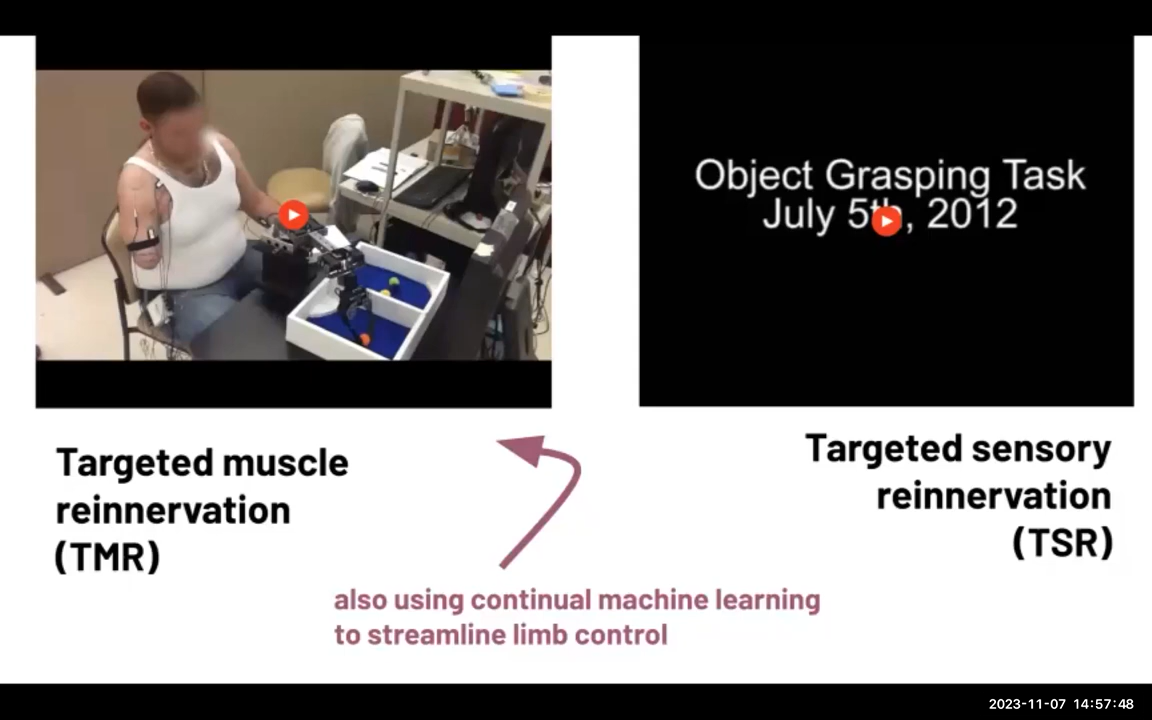 Object Grasping Task
July 5th, 2012
Targeted muscle
reinnervation
(TMR)
Targeted sensory
reinnervation
(TSR)
also using continual machine learning
to streamline limb control
2023-11-07 14:57:48